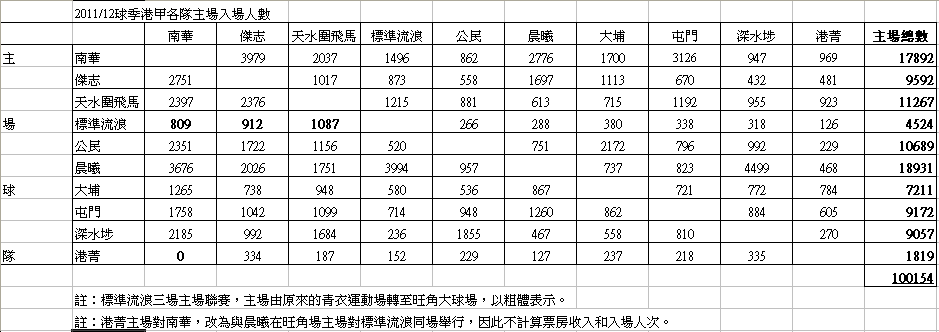 2011/12球季港甲各隊主場入場人數
南華 傑志 天水圍飛馬 標準流浪 公民 晨曦 大埔 屯門 深水埗 港菁 主場總數
主 南華 3979 2037 1496 862 2776 1700 3126 947 969 17892
傑志 2751 1017 873 558 1697 1113 670 432 481 9592
天水圍飛馬 2397 2376 1215 881 613 715 1192 955 923 11267
場 標準流浪 809 912 1087 266 288 380 338 318 126 4524
公民 2351 1722 1156 520 751 2172 796 992 229 10689
晨曦 3676 2026 1751 3994 957 737 823 4499 468 18931
球 大埔 1265 738 948 580 536 867 721 772 784 7211
屯門 1758 1042 1099 714 948 1260 862 884 605 9172
深水埗 2185 992 1684 236 1855 467 558 810 270 9057
隊 港菁 0 334 187 152 229 127 237 218 335 1819
100154
註：標準流浪三場主場聯賽，主場由原來的青衣運動場轉至旺角大球場，以粗體表示。
註：港菁主場對南華，改為與晨曦在旺角場主場對標準流浪同場舉行，因此不計算票房收入和入場人次。